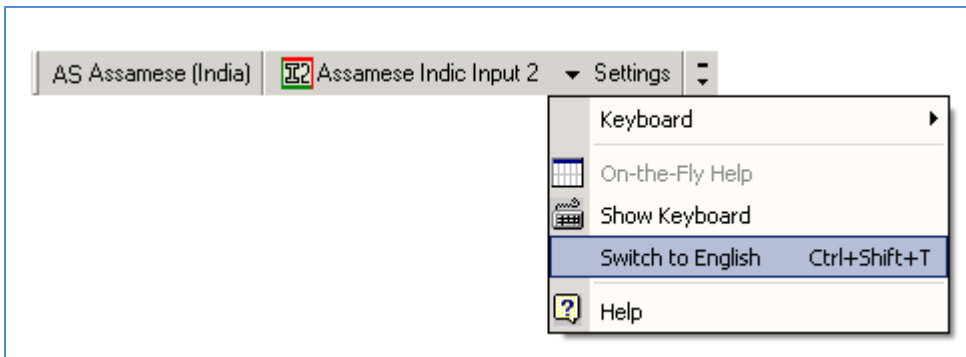 AS Assamese (India) Assamese Indic Input 2 Settings
Keyboard
On-the-Fly Help
Show Keyboard
Switch to English Ctrl+Shift+T
Help